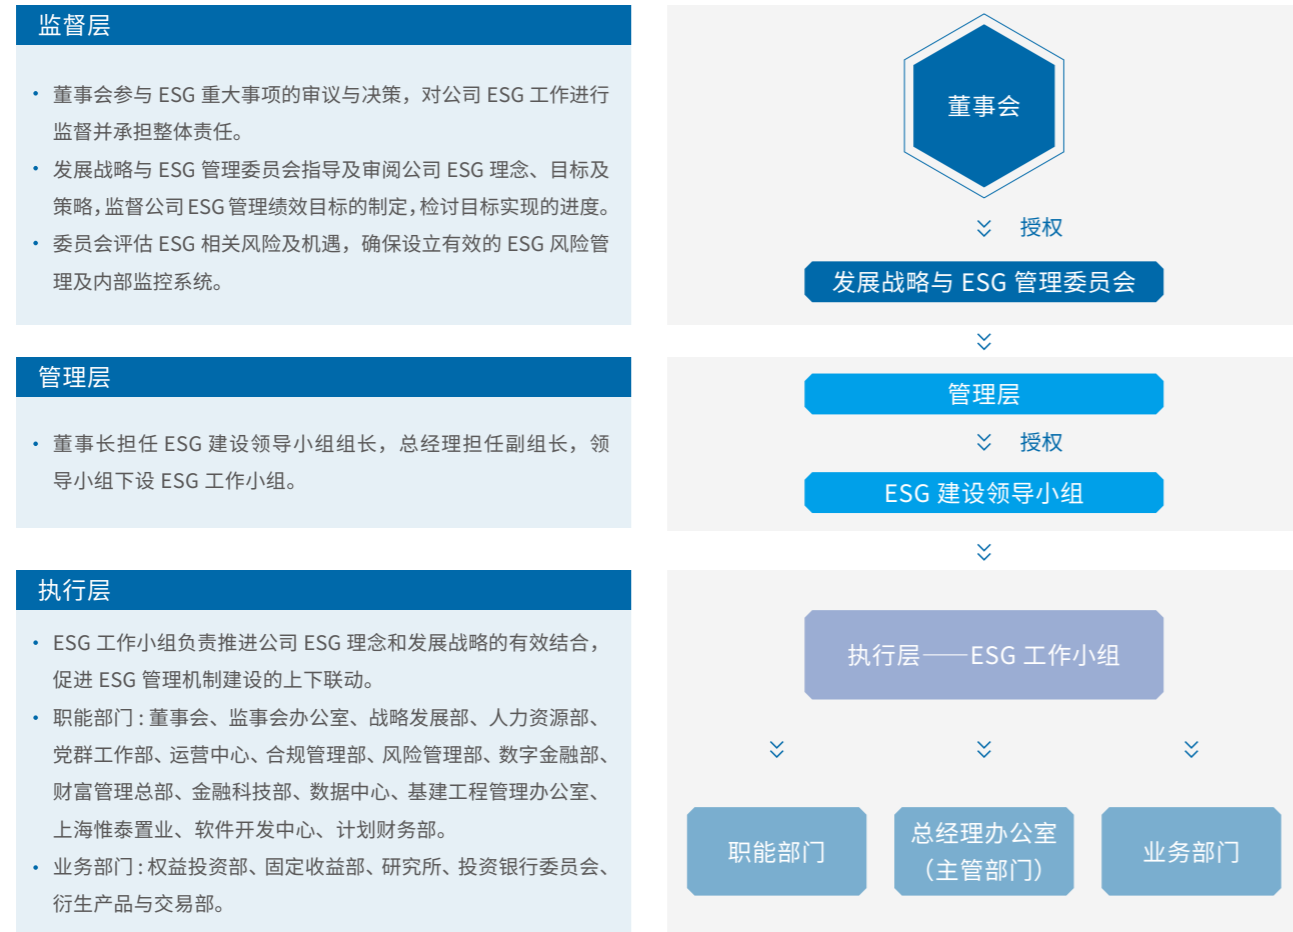 监督层
• 董事会参与 ESG 重大事项的审议与决策，对公司 ESG 工作进行
监督并承担整体责任。
• 发展战略与 ESG 管理委员会指导及审阅公司 ESG 理念、目标及
策略，监督公司 ESG 管理绩效目标的制定，检讨目标实现的进度。
• 委员会评估 ESG 相关风险及机遇，确保设立有效的 ESG 风险管
理及内部监控系统。
董事会
授权
发展战略与 ESG 管理委员会
管理层
• 董事长担任 ESG 建设领导小组组长，总经理担任副组长，领
导小组下设 ESG 工作小组。
管理层
授权
ESG 建设领导小组
执行层
• ESG 工作小组负责推进公司 ESG 理念和发展战略的有效结合，
促进 ESG 管理机制建设的上下联动。
• 职能部门：董事会、监事会办公室、战略发展部、人力资源部、
党群工作部、运营中心、合规管理部、风险管理部、数字金融部、
财富管理总部、金融科技部、数据中心、基建工程管理办公室、
上海惟泰置业、软件开发中心、计划财务部。
• 业务部门：权益投资部、固定收益部、研究所、投资银行委员会、
衍生产品与交易部。
执行层——ESG 工作小组
职能部门
总经理办公室
（主管部门）
业务部门